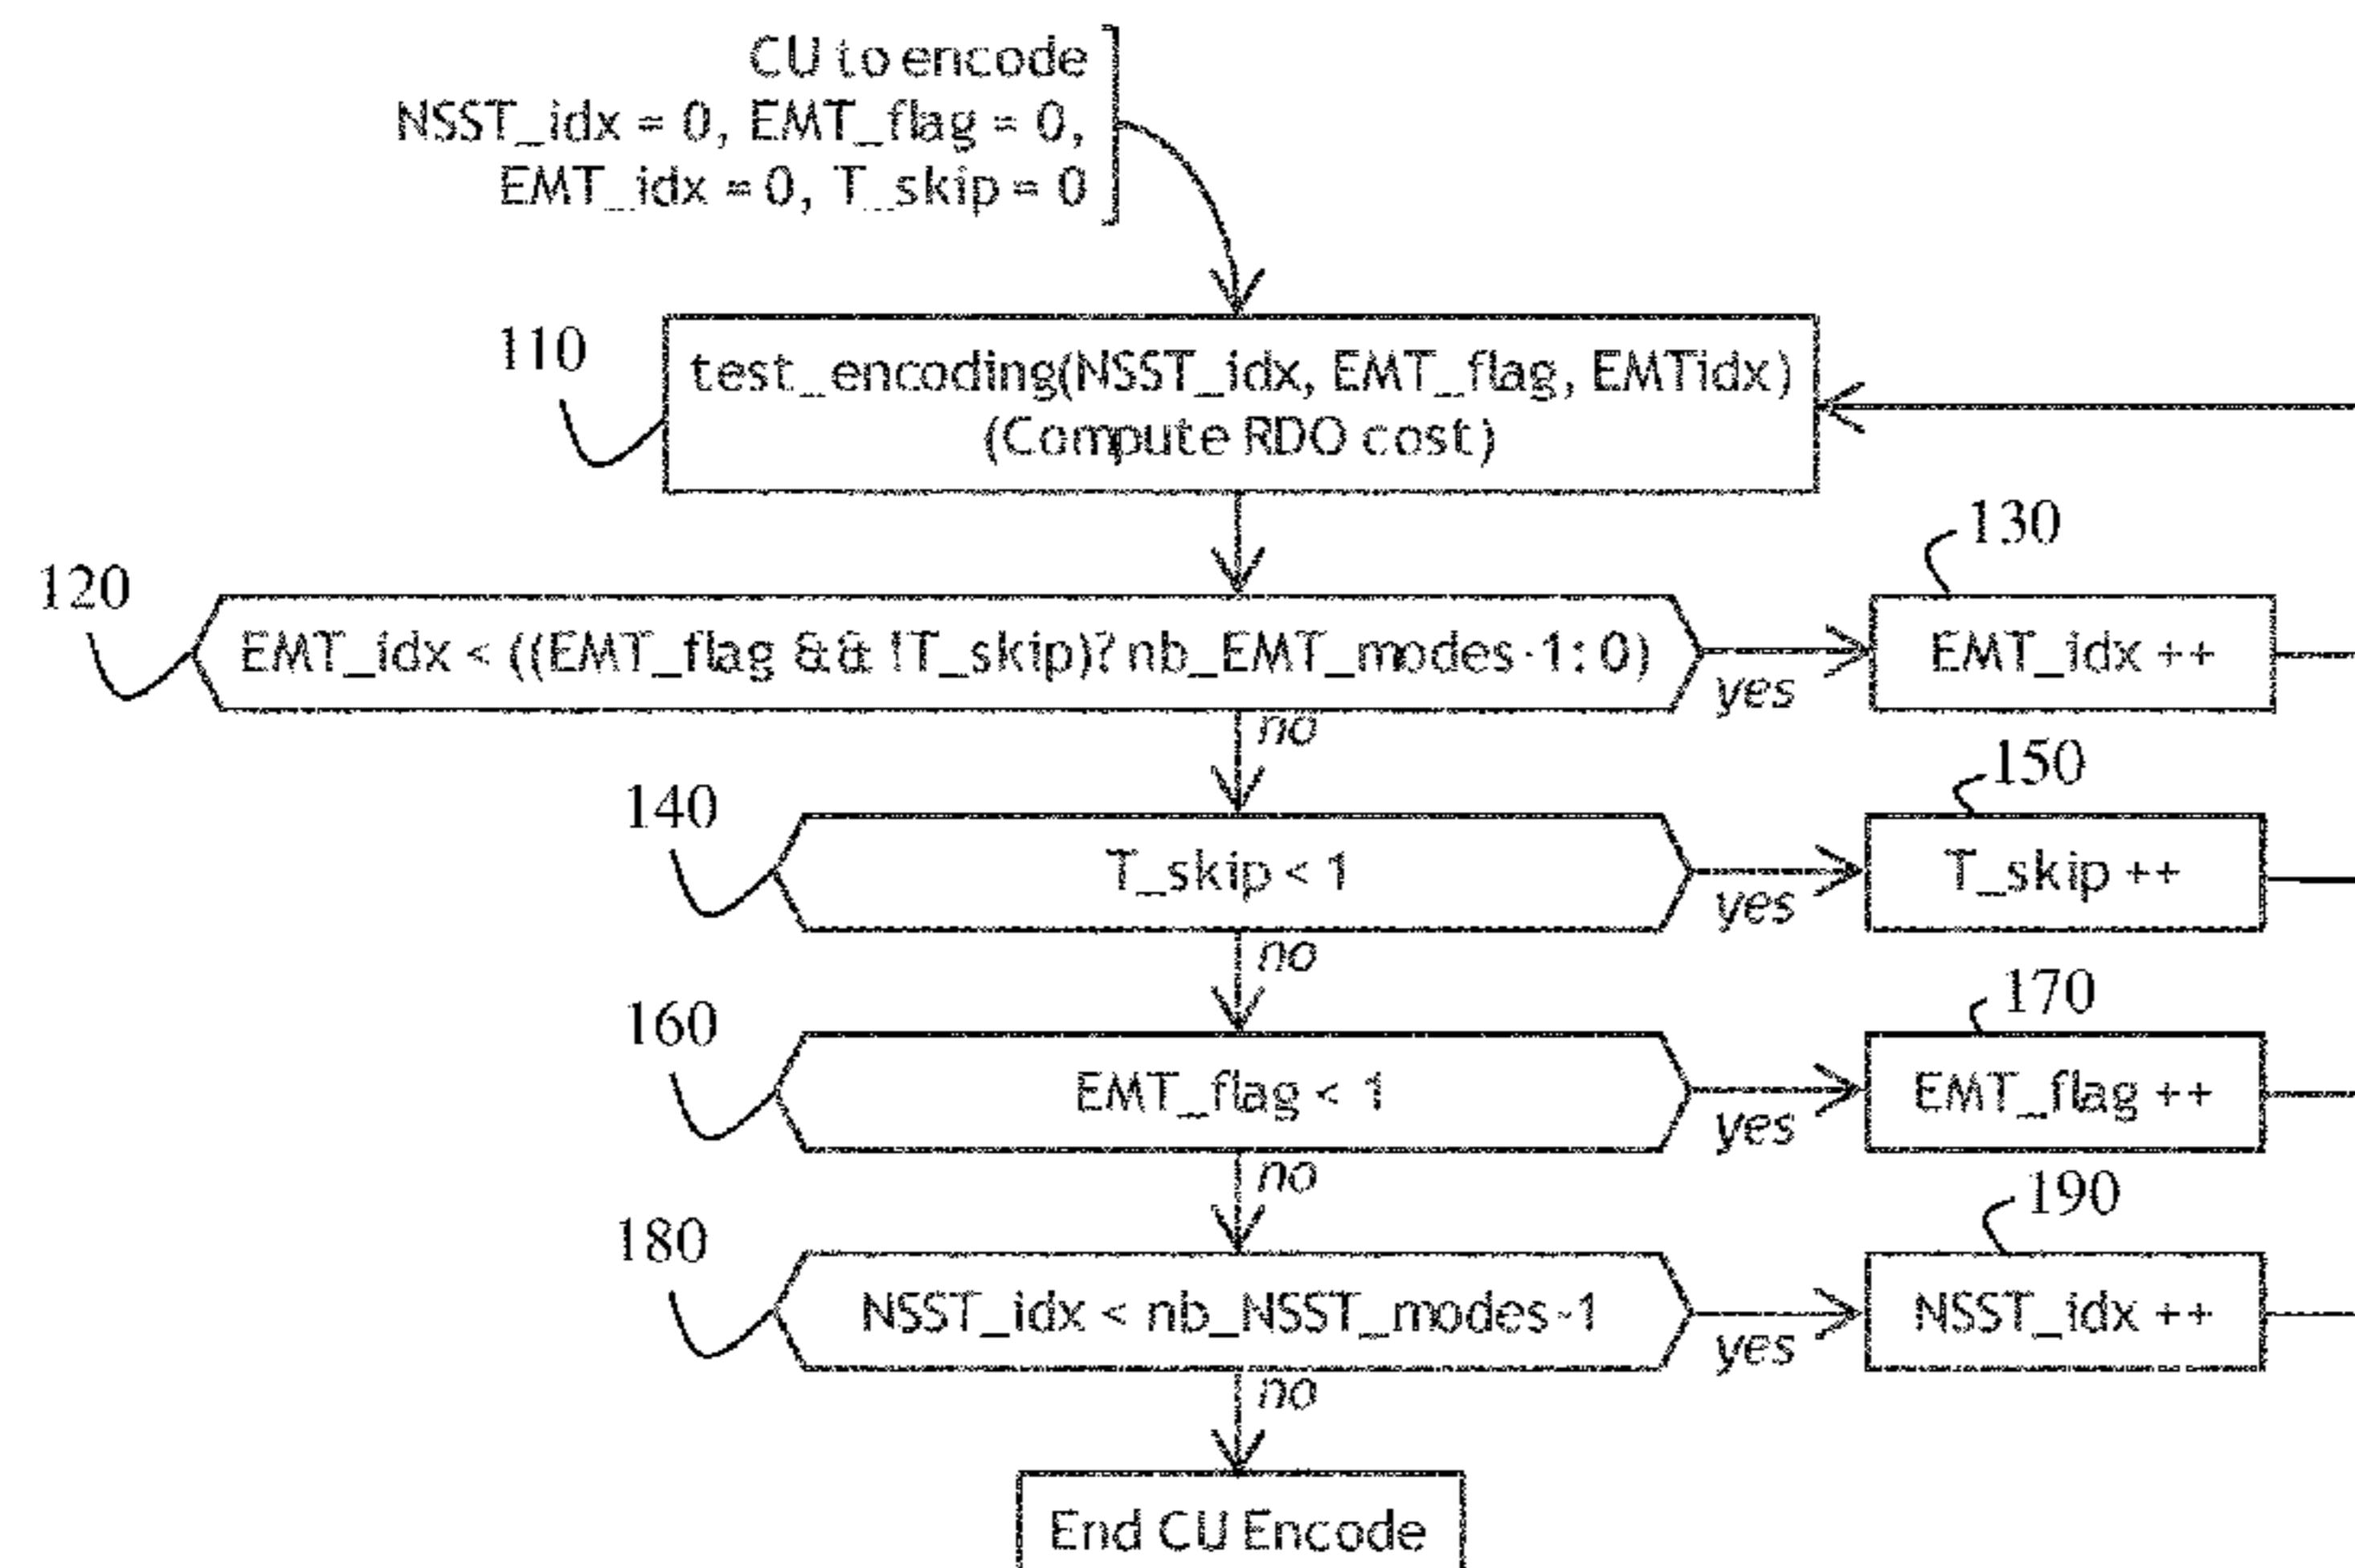 CU to encode
NSST_idx = 0, EMT_flag = 0,
EMT_idx = 0, T_skip = 0
110
test_encoding(NSST_idx, EMT_flag, EMTidx)
(Compute RDO cost)
120
EMT_idx < ((EMT_flag && !T_skip)? nb_EMT_modes-1: 0)
yes
130
EMT_idx ++
no
140
T_skip < 1
yes
150
T_skip ++
no
160
EMT_flag < 1
yes
170
EMT_flag ++
no
180
NSST_idx < nb_NSST_modes-1
yes
190
NSST_idx ++
no
End CU Encode